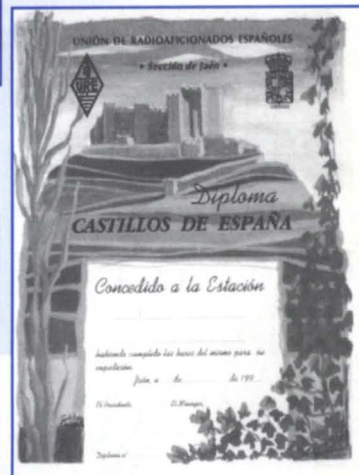 UNIÓN DE RADIOAFICIONADOS ESPAÑOLES
• Sección de Jaén •
URE
Diploma
CASTILLOS DE ESPAÑA
Concedido a la Estación
habiendo cumplido las bases del mismo para su
expedición.
Jaén, a de de 199
El Presidente El Manager,
Diploma nº